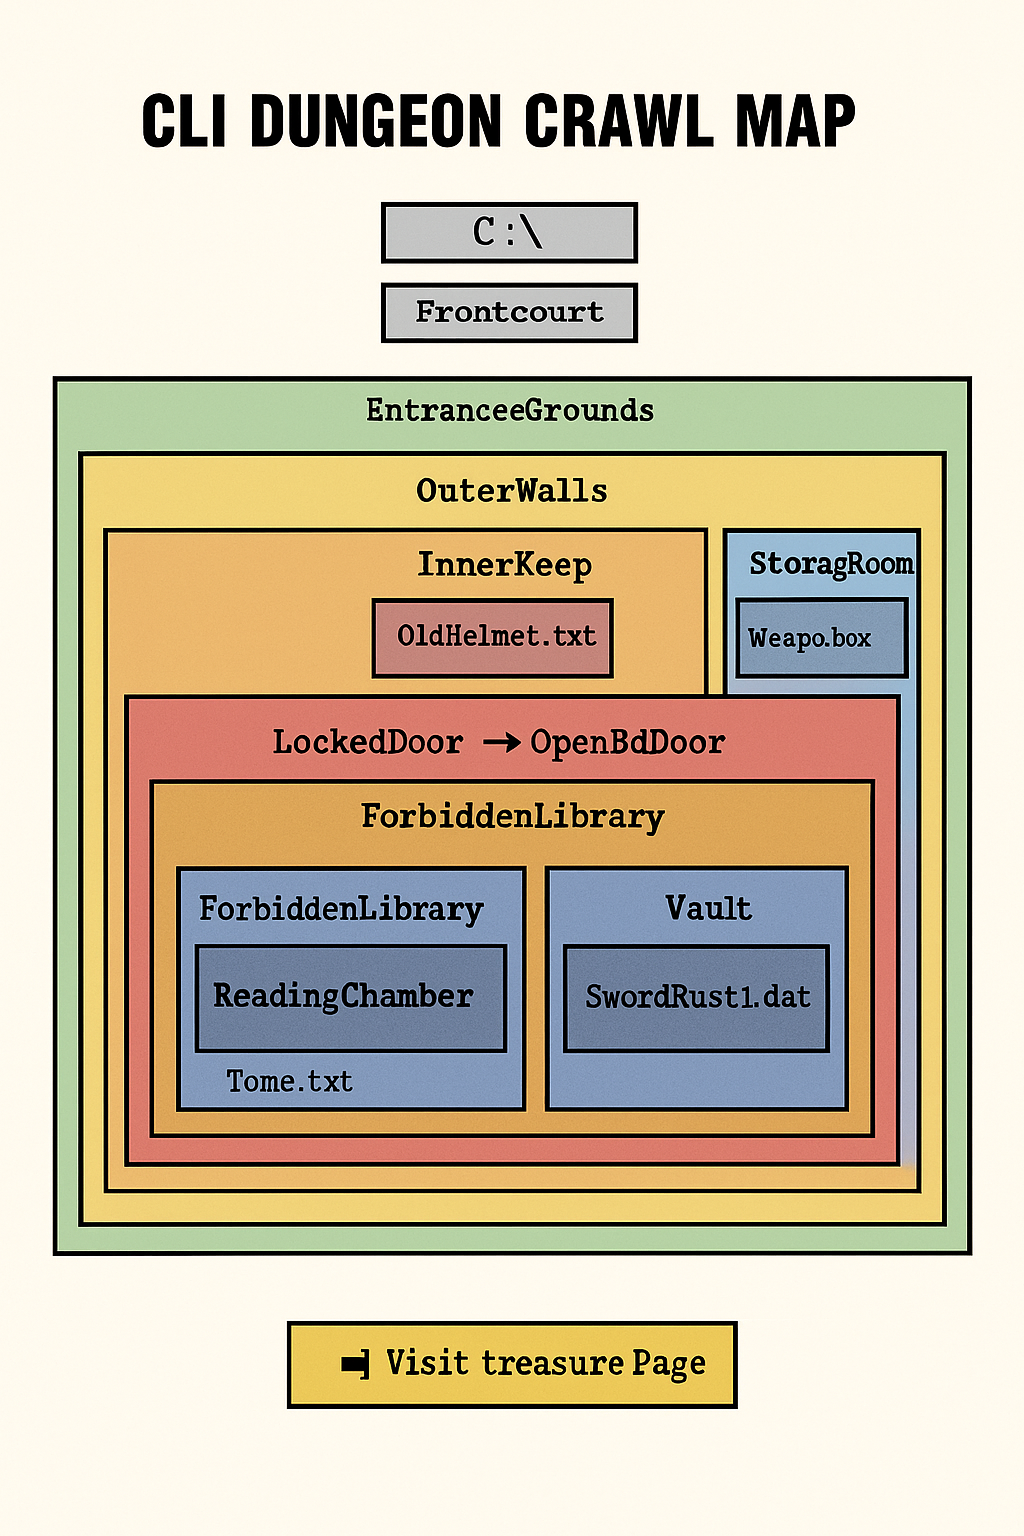 CLI DUNGEON CRAWL MAP
C:\
Frontcourt
EntranceeGrounds
OuterWalls
InnerKeep
StoragRoom
OldHelmet.txt
Weapo.box
LockedDoor → OpenBdDoor
ForbiddenLibrary
ForbiddenLibrary
Vault
ReadingChamber
SwordRust1.dat
Tome.txt
Visit treasure Page